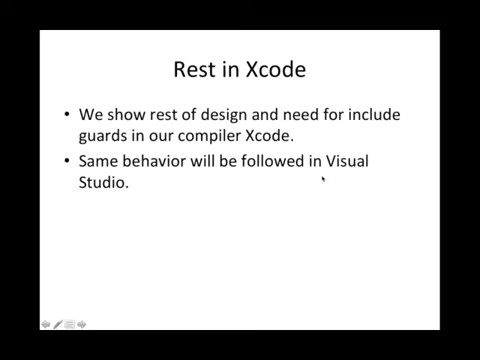 Rest in Xcode
• We show rest of design and need for include
guards in our compiler Xcode.
• Same behavior will be followed in Visual
Studio.